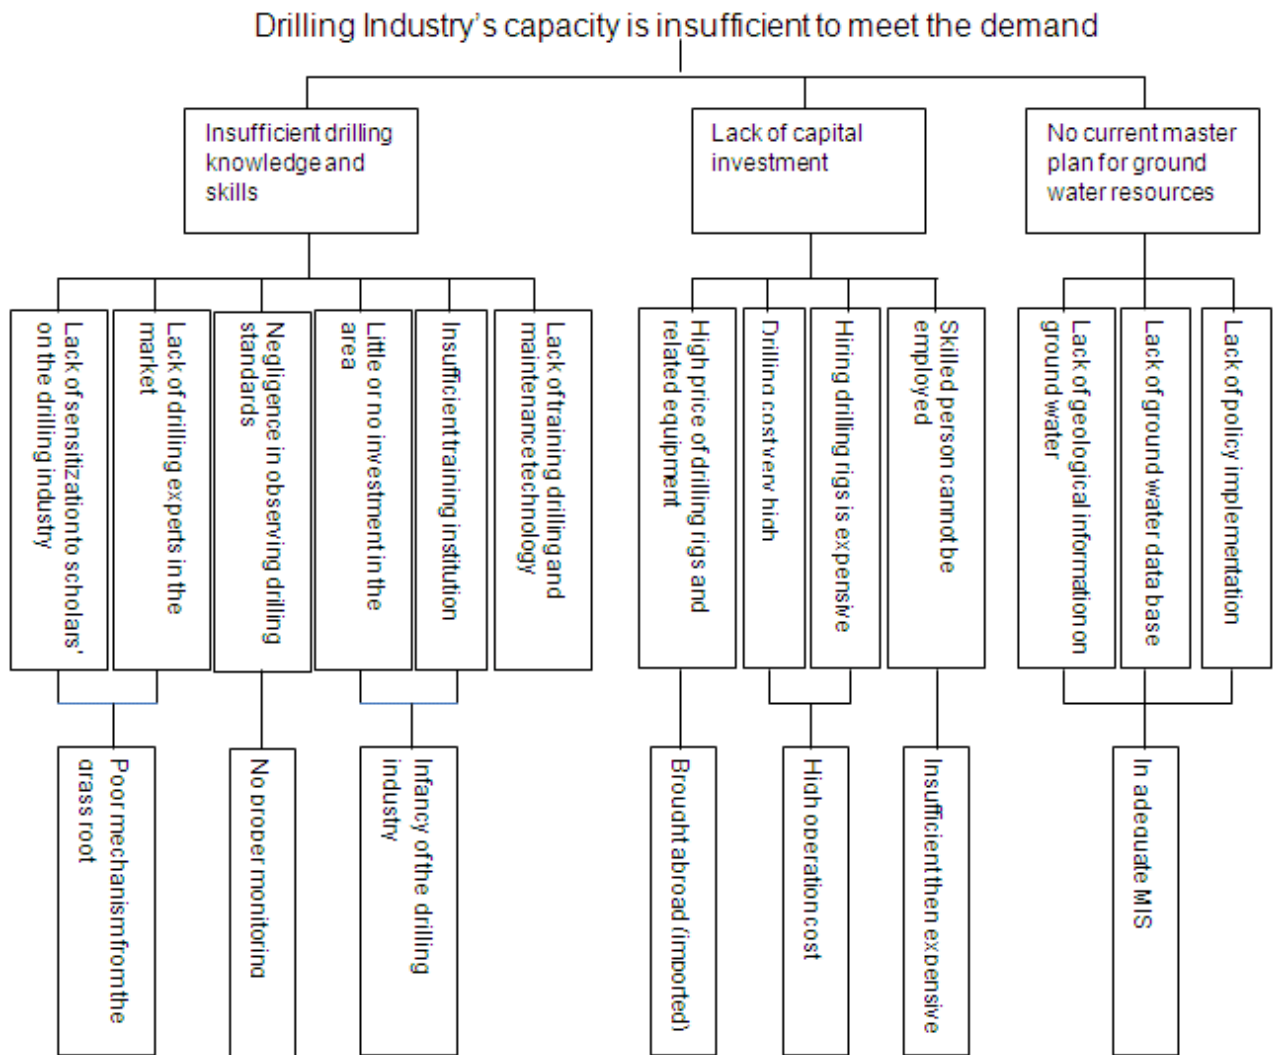 Drilling Industry's capacity is insufficient to meet the demand
Insufficient drilling
knowledge and
skills
Lack of capital
investment
No current master
plan for ground
water resources
Lack of sensitization to scholars'
on the drilling industry
Lack of drilling experts in the
market
Negligence in observing drilling
standards
Little or no investment in the
area
Insufficient training institution
Lack of training drilling and
maintenance technology
High price of drilling rigs and
related equipment
Drilling cost very high
Hiring drilling rigs is expensive
Skilled person cannot be
employed
Lack of geological information on
ground water
Lack of ground water data base
Lack of policy implementation
Poor mechanism from the
grass root
No proper monitoring
Infancy of the drilling
industry
Brought abroad (imported)
High operation cost
Insufficient then expensive
In adequate MIS